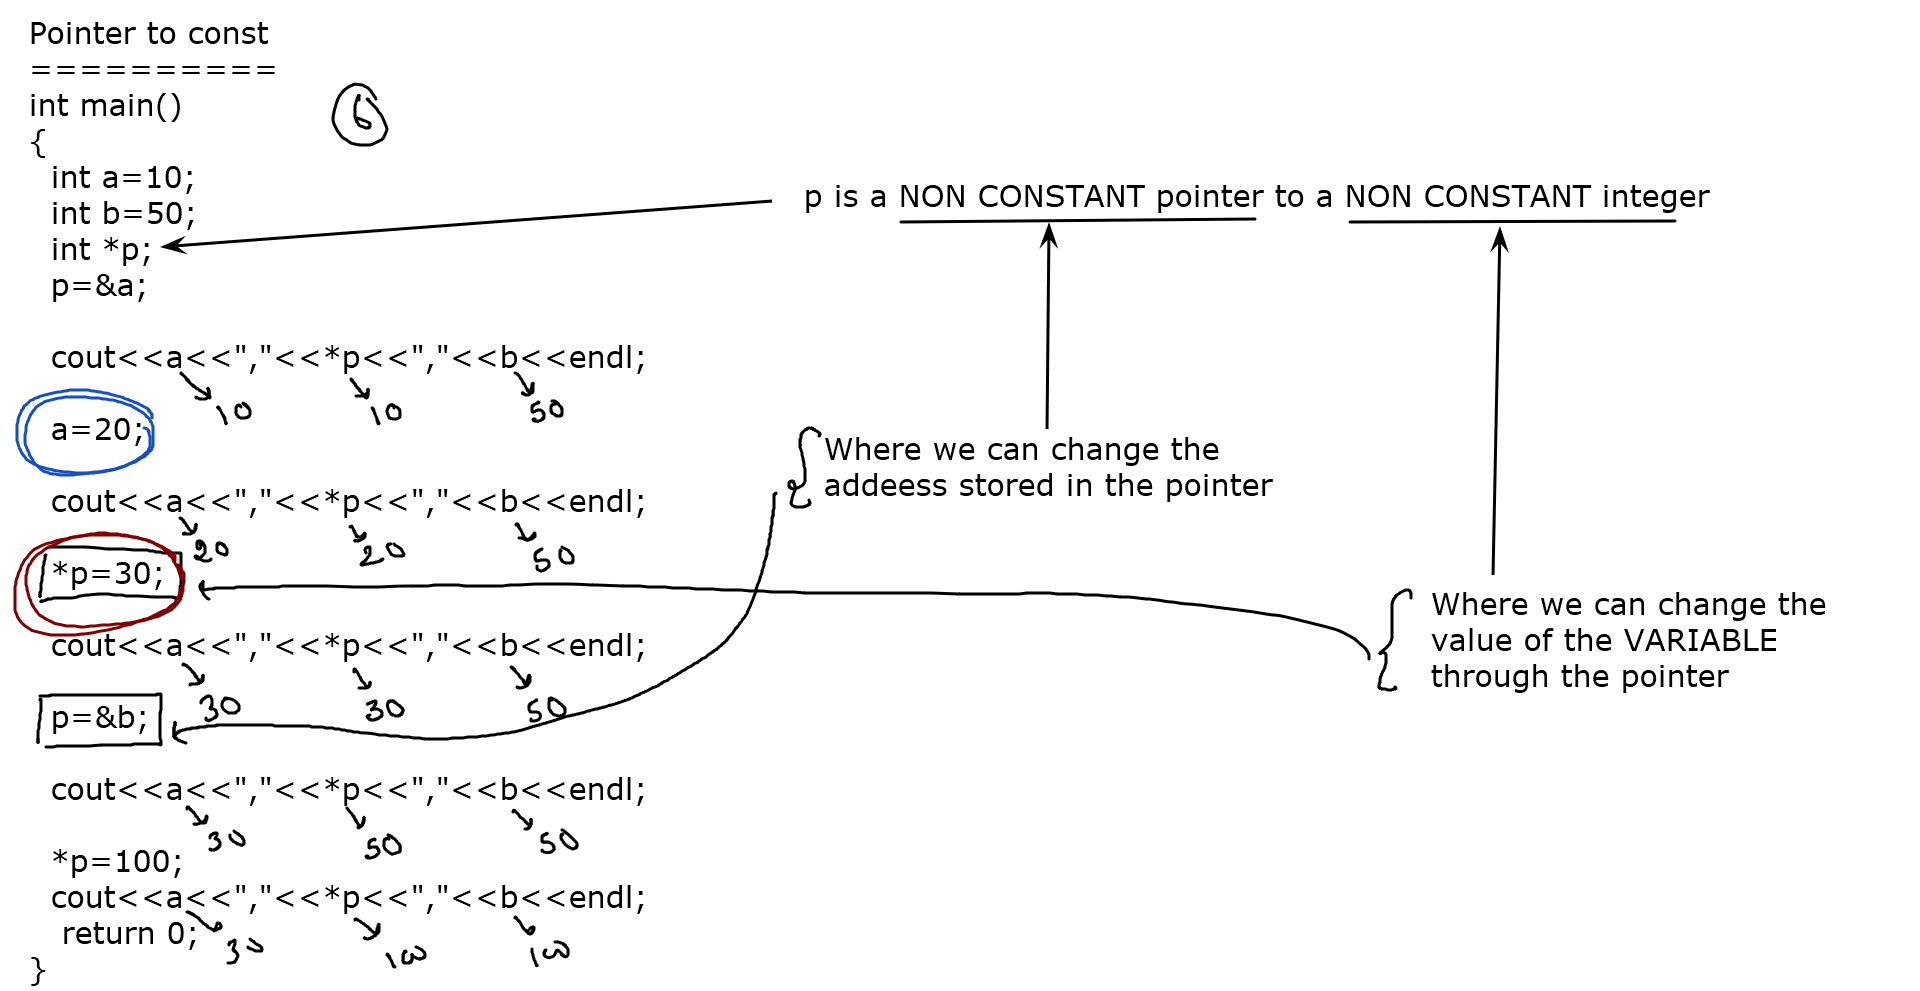 Pointer to const
==========
int main()
6
{
int a=10;
int b=50;
p is a NON CONSTANT pointer to a NON CONSTANT integer
int *p;
p=&a;
cout<<a<<","<<*p<<","<<b<<endl;
10 10 50
a=20;
Where we can change the
addeess stored in the pointer
cout<<a<<","<<*p<<","<<b<<endl;
20 20 50
*p=30;
Where we can change the
value of the VARIABLE
through the pointer
cout<<a<<","<<*p<<","<<b<<endl;
30 30 50
p=&b;
cout<<a<<","<<*p<<","<<b<<endl;
30 50 50
*p=100;
cout<<a<<","<<*p<<","<<b<<endl;
return 0;
30 100 100
}